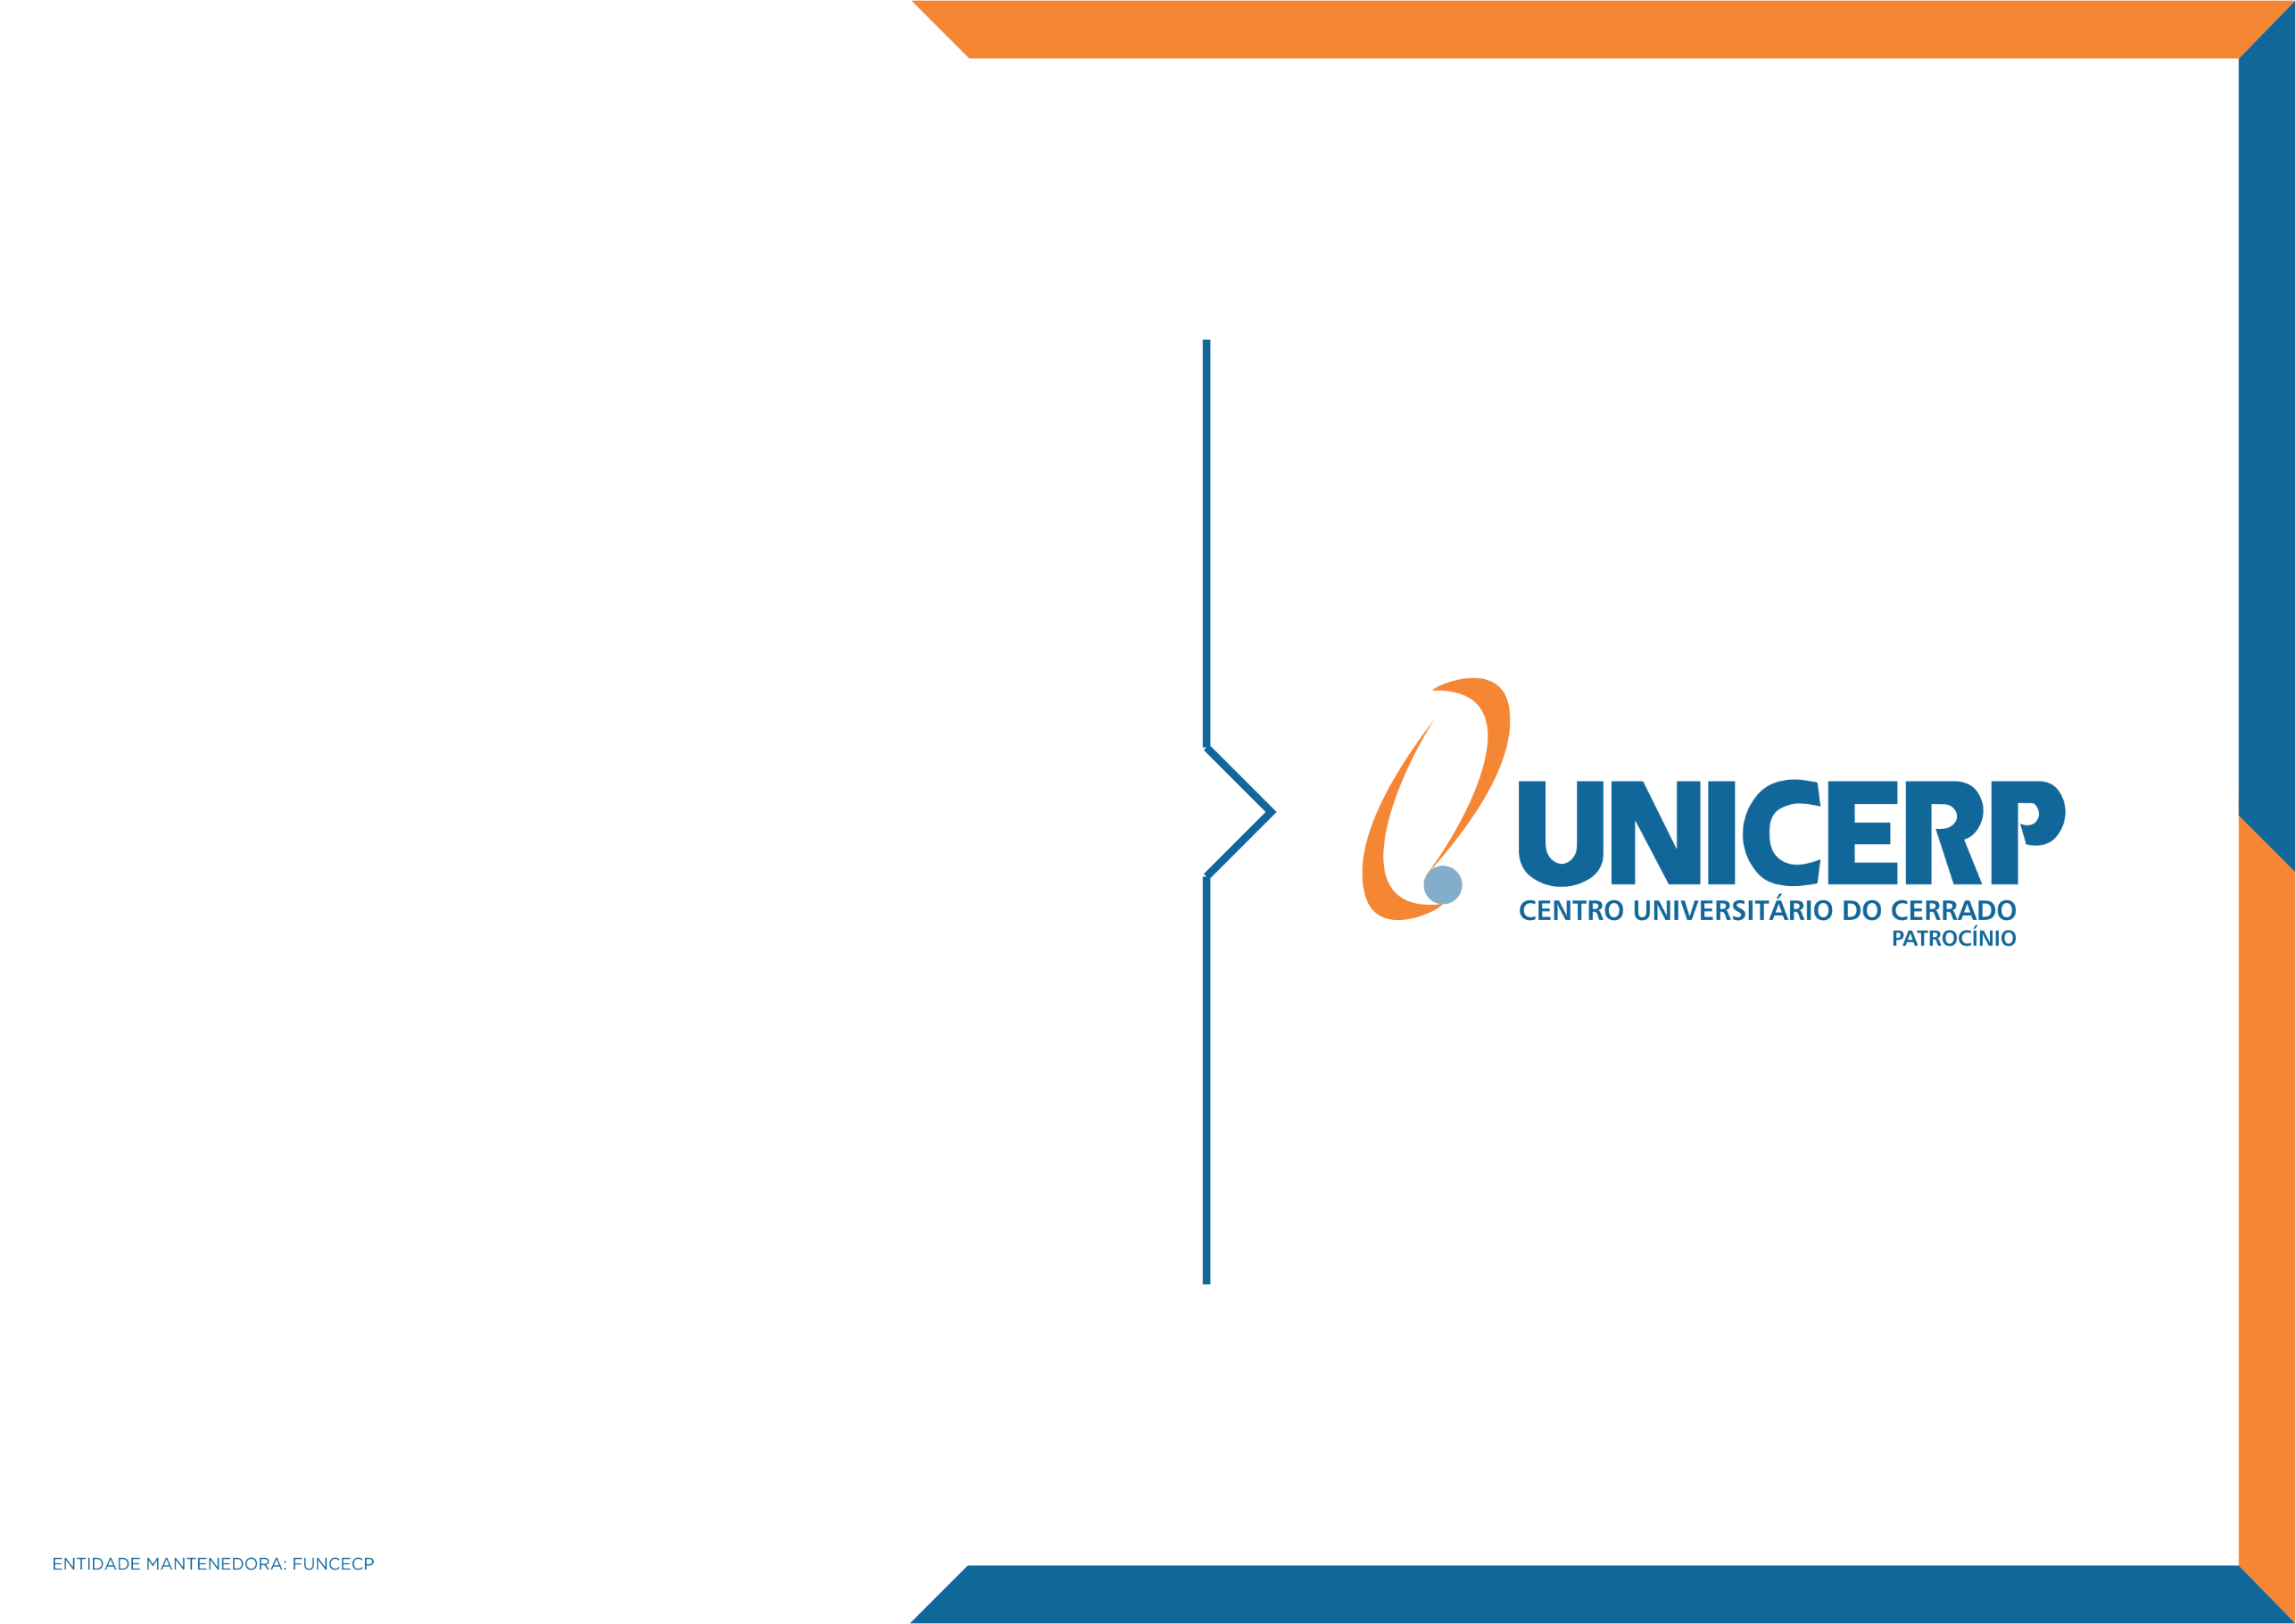 UNICERP
CENTRO UNIVERSITÁRIO DO CERRADO
PATROCÍNIO
ENTIDADE MANTENEDORA: FUNCECP